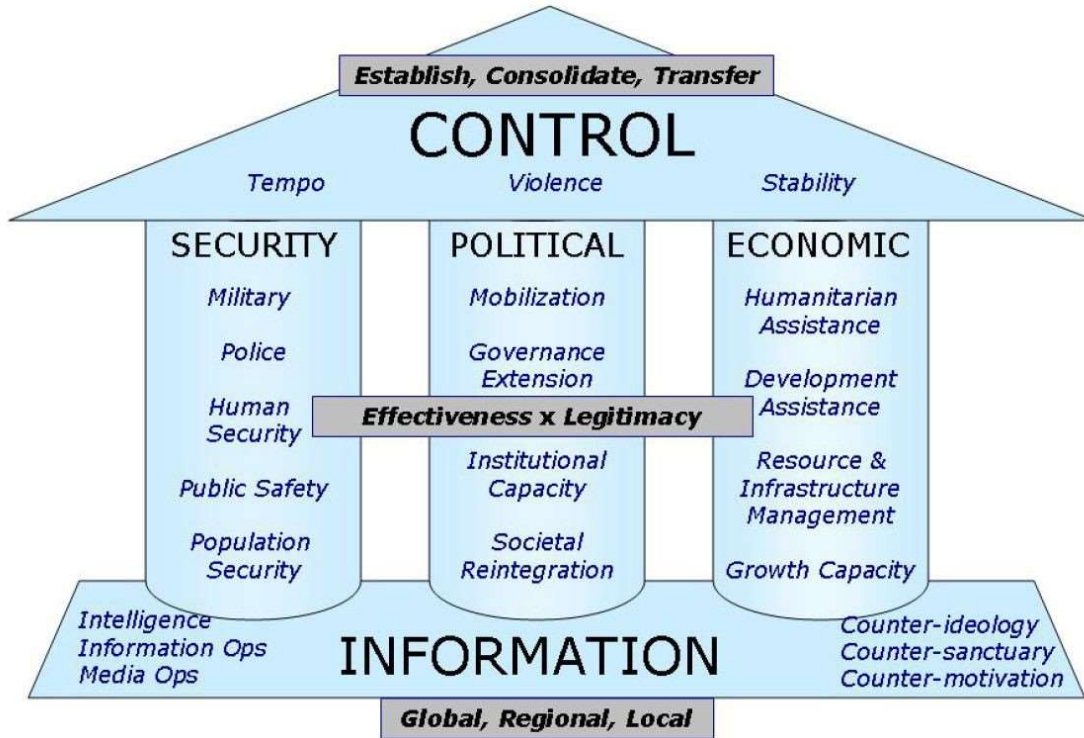 Establish, Consolidate, Transfer
CONTROL
Tempo
Violence
Stability
SECURITY
Military
Police
Human
Security
Public Safety
Population
Security
POLITICAL
Mobilization
Governance
Extension
Effectiveness x Legitimacy
Institutional
Capacity
Societal
Reintegration
ECONOMIC
Humanitarian
Assistance
Development
Assistance
Resource &
Infrastructure
Management
Growth Capacity
Intelligence
Information Ops
Media Ops
INFORMATION
Counter-ideology
Counter-sanctuary
Counter-motivation
Global, Regional, Local